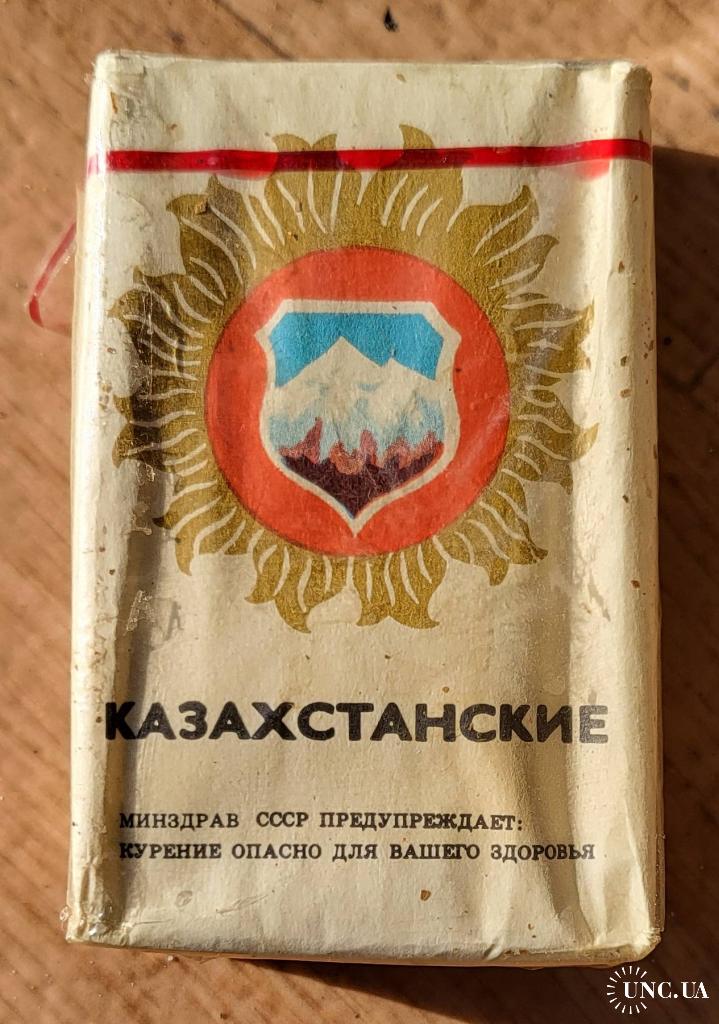 КАЗАХСТАНСКИЕ
МИНЗДРАВ СССР ПРЕДУПРЕЖДАЕТ:
КУРЕНИЕ ОПАСНО ДЛЯ ВАШЕГО ЗДОРОВЬЯ
UNC.UA